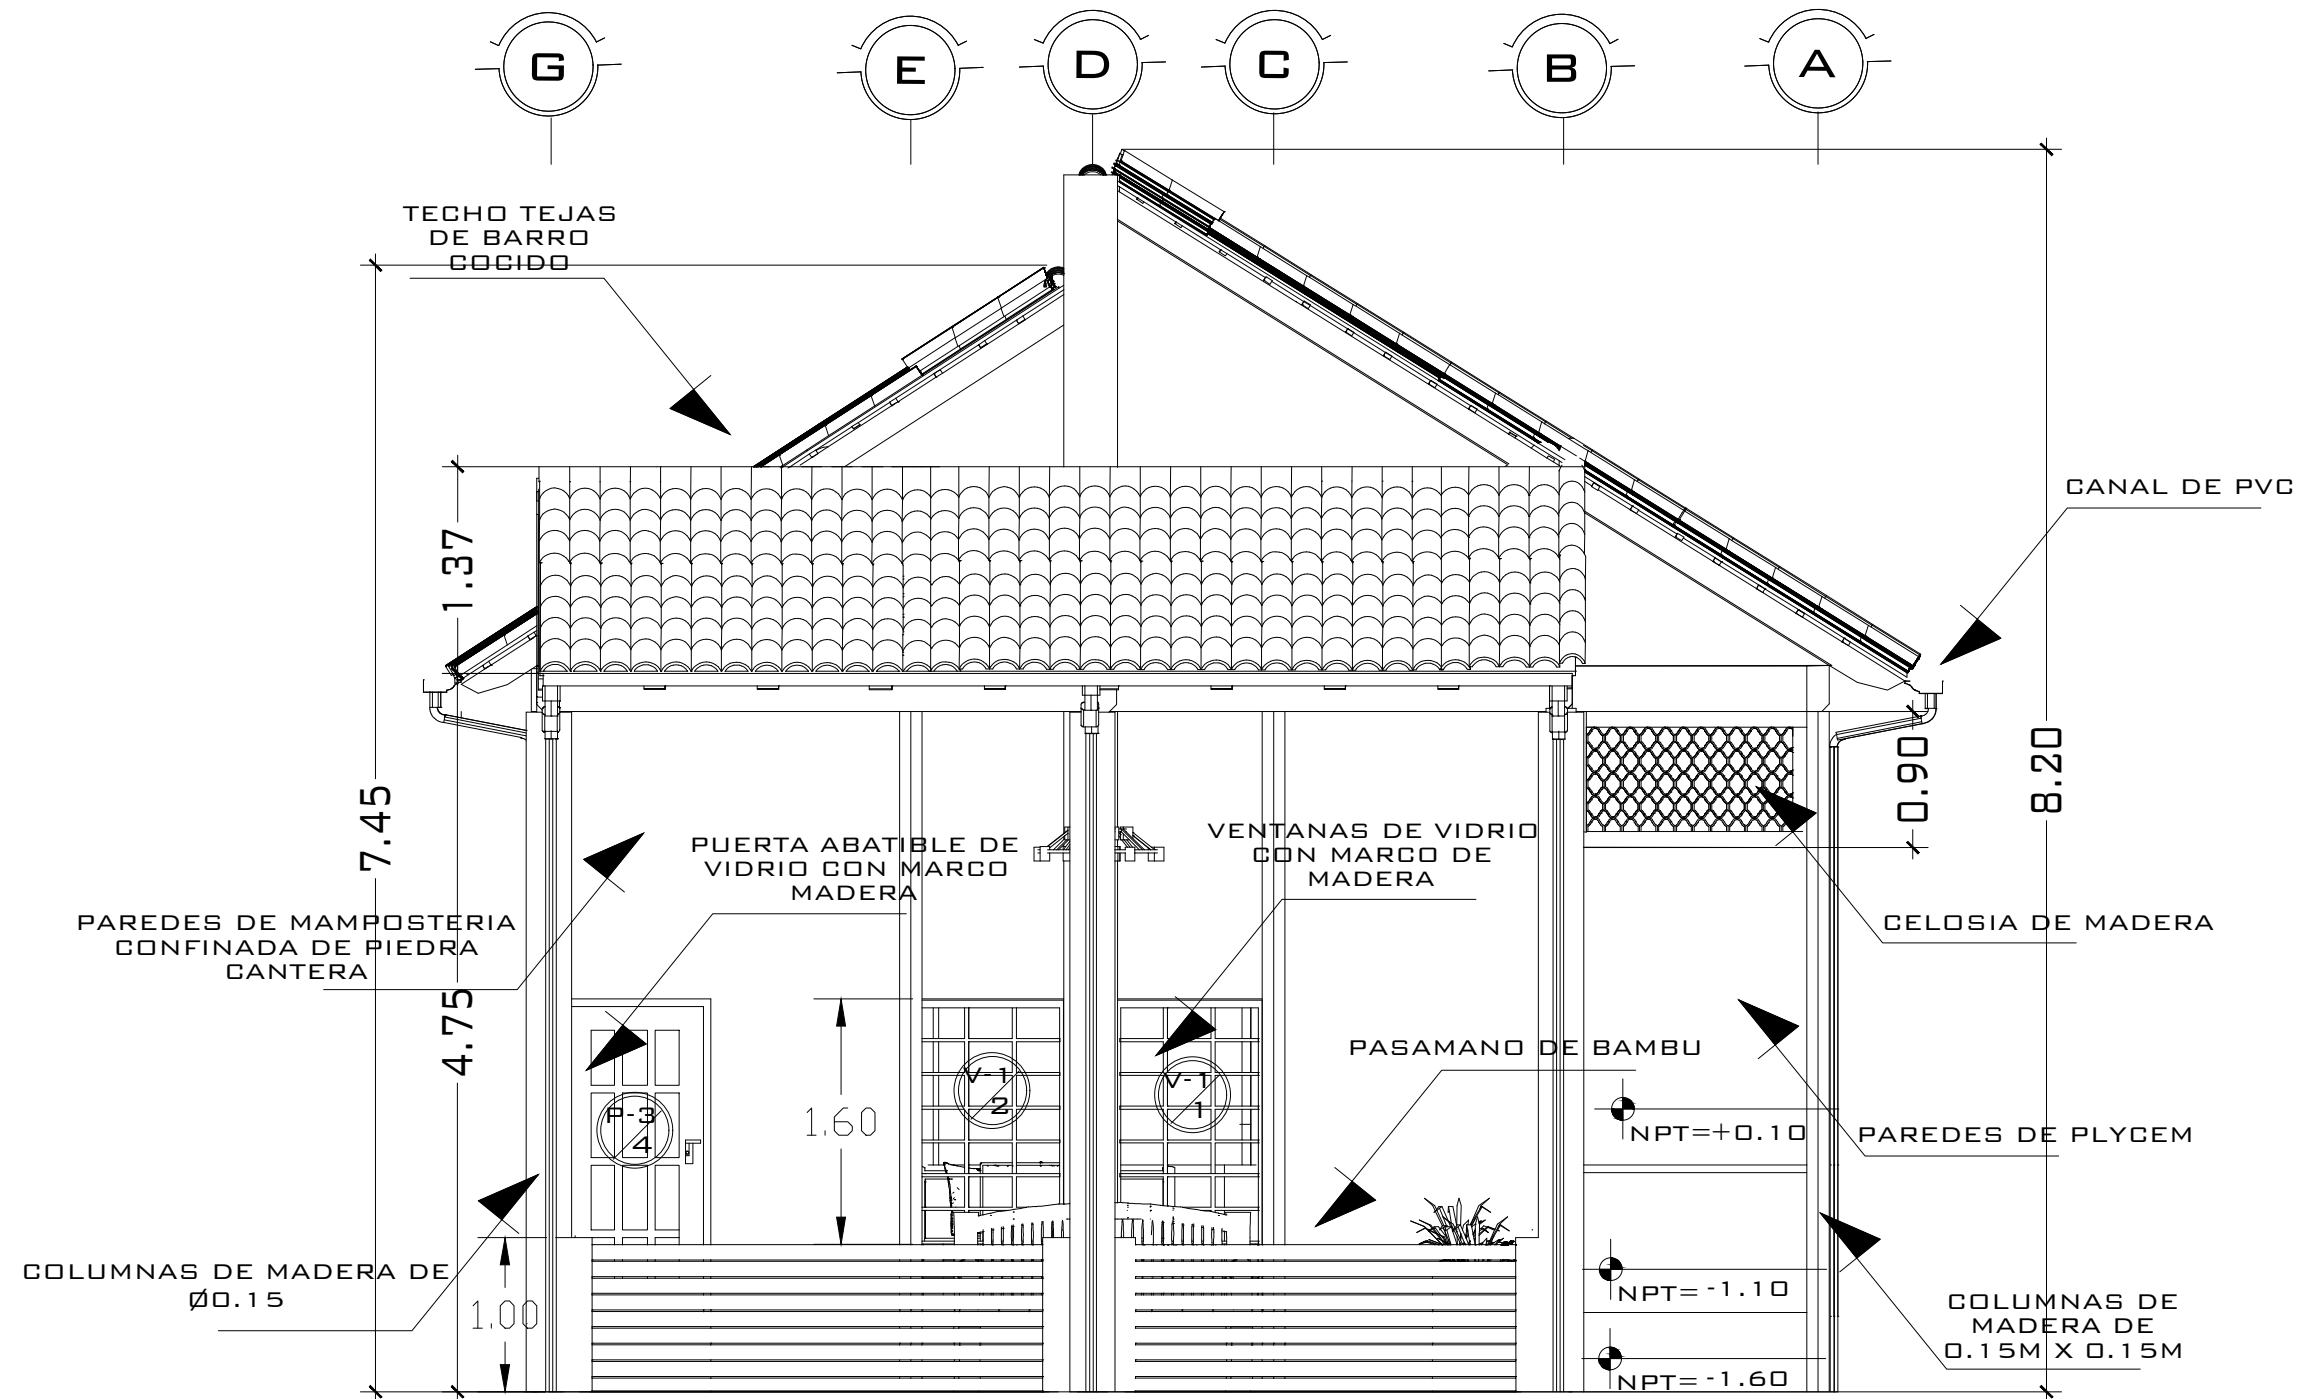 G
E
D
C
B
A
TECHO TEJAS
DE BARRO
COCIDO
CANAL DE PVC
1.37
7.45
4.75
8.20
0.90
PUERTA ABATIBLE DE
VIDRIO CON MARCO
MADERA
VENTANAS DE VIDRIO
CON MARCO DE
MADERA
PAREDES DE MAMPOSTERIA
CONFINADA DE PIEDRA
CANTERA
CELOSIA DE MADERA
PASAMANO DE BAMBU
V-1
2
V-1
1
P-3
4
1.60
NPT=+0.10
PAREDES DE PLYCEM
COLUMNAS DE MADERA DE
Ø0.15
1.00
NPT= -1.10
COLUMNAS DE
MADERA DE
0.15M X 0.15M
NPT= -1.60